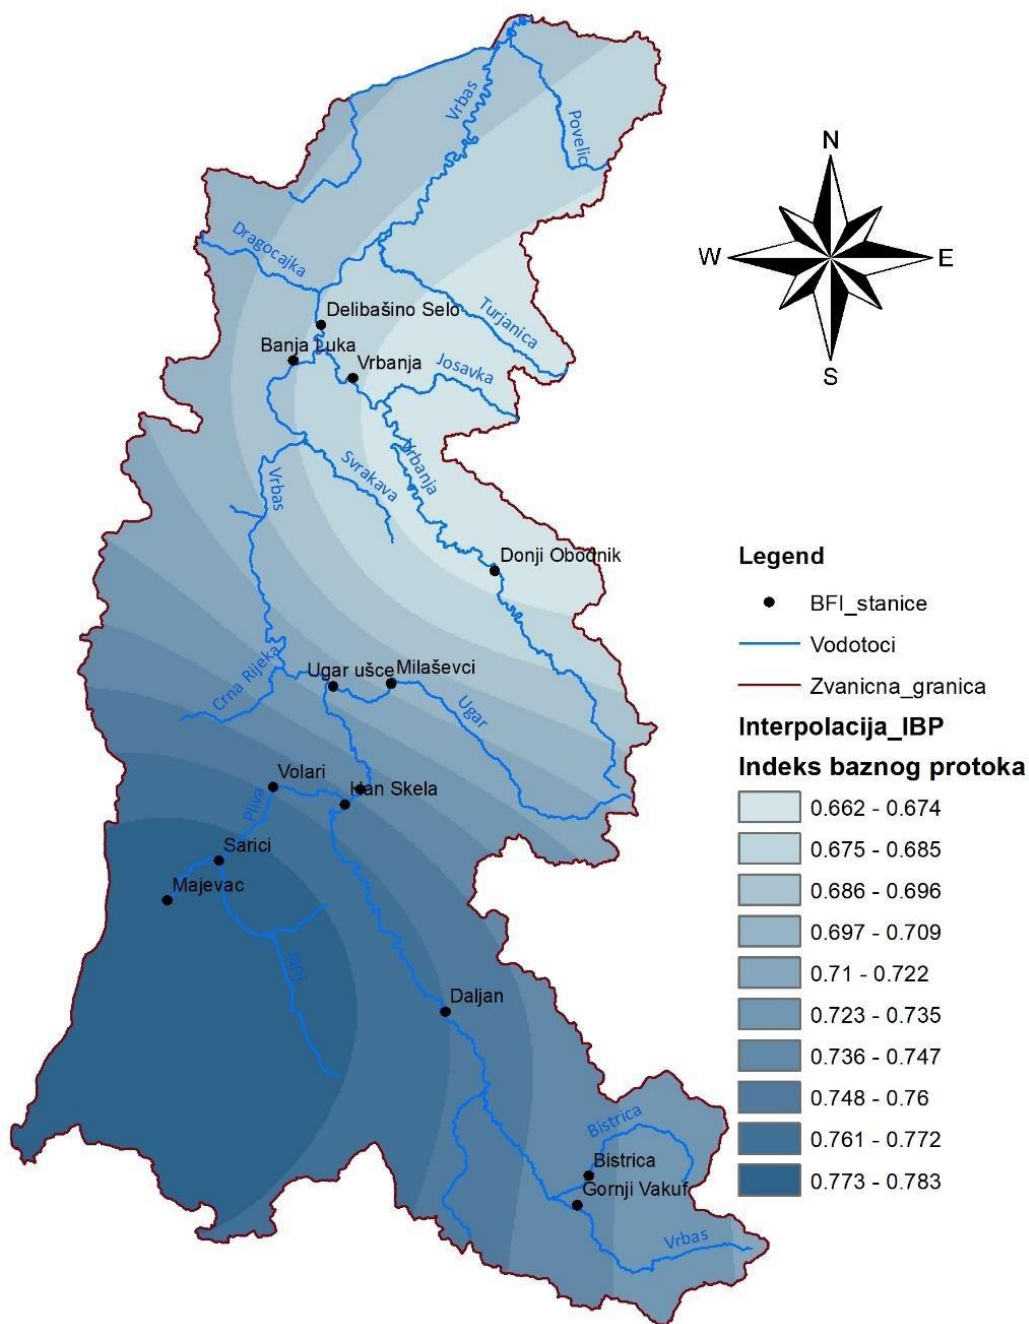 Vrbas
Povelic
N
W
E
S
Dragocajka
Turjanica
Delibašino Selo
Banja Luka
Vrbanja
Josavka
Vrbanja
Svrakava
Vrbas
Donji Obodnik
Crna Rijeka
Ugar ušce
Milaševci
Ugar
Volari
Han Skela
Pliva
Sarici
Majevac
Janj
Daljan
Bistrica
Bistrica
Gornji Vakuf
Vrbas
Legend
BFI_stanice
Vodotoci
Zvanicna_granica
Interpolacija_IBP
Indeks baznog protoka
0.662 - 0.674
0.675 - 0.685
0.686 - 0.696
0.697 - 0.709
0.71 - 0.722
0.723 - 0.735
0.736 - 0.747
0.748 - 0.76
0.761 - 0.772
0.773 - 0.783